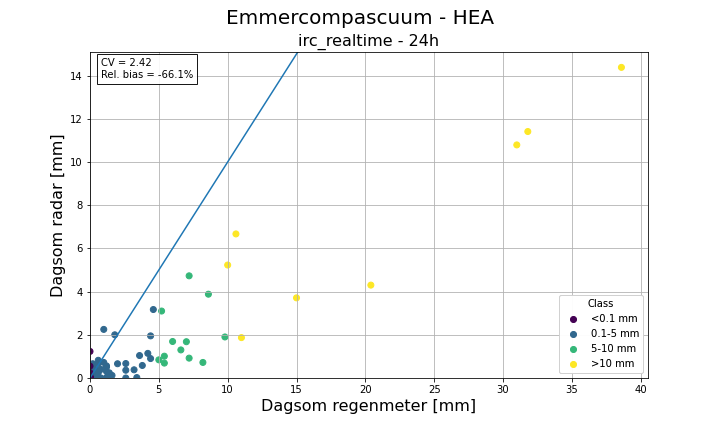 Emmercompascuum - HEA
irc_realtime - 24h
CV = 2.42
Rel. bias = -66.1%
Dagsom radar [mm]
14
12
10
8
6
4
2
0
0 5 10 15 20 25 30 35 40
Dagsom regenmeter [mm]
Class
<0.1 mm
0.1-5 mm
5-10 mm
>10 mm